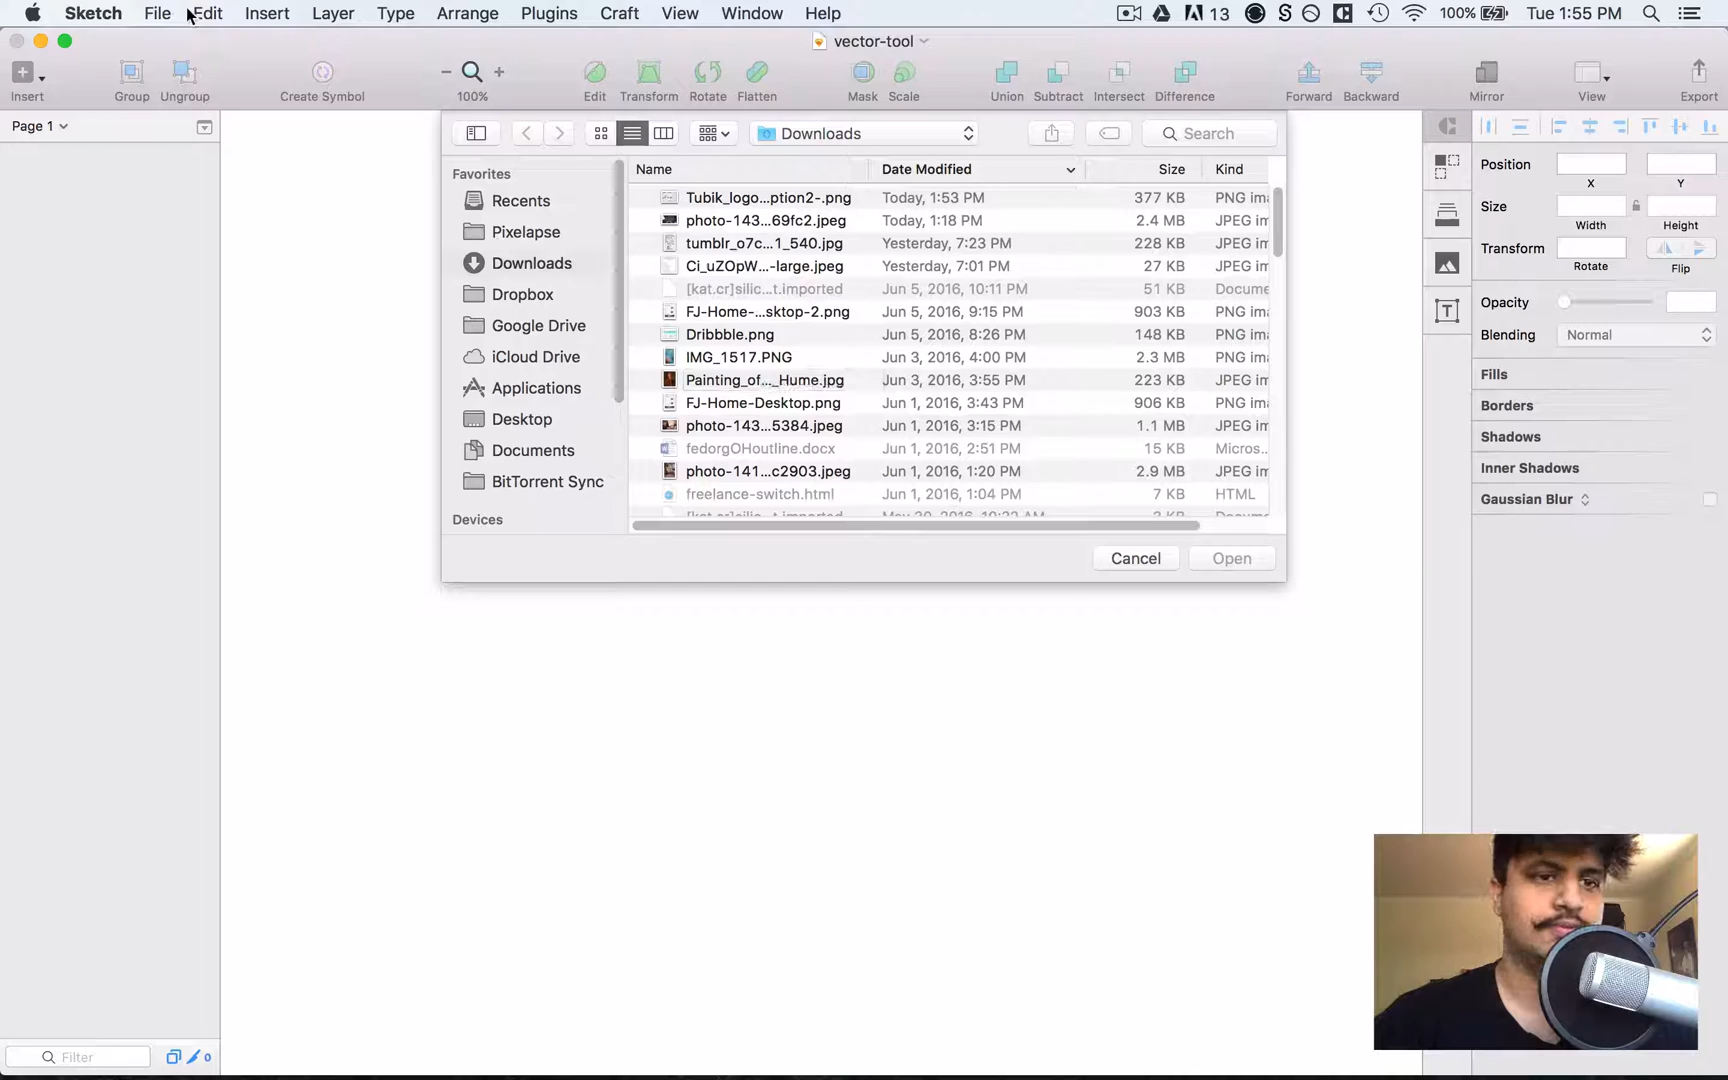 Sketch File Edit Insert Layer Type Arrange Plugins Craft View Window Help 13 100% Tue 1:55 PM
vector-tool
Insert Group Ungroup Create Symbol 100% Edit Transform Rotate Flatten Mask Scale Union Subtract Intersect Difference Forward Backward Mirror View Export
Page 1
Downloads
Search
Favorites
Recents
Pixelapse
Downloads
Dropbox
Google Drive
iCloud Drive
Applications
Desktop
Documents
BitTorrent Sync
Devices
Name Date Modified Size Kind
Tubik_logo...ption2-.png Today, 1:53 PM 377 KB PNG ima
photo-143...69fc2.jpeg Today, 1:18 PM 2.4 MB JPEG im
tumblr_o7c...1_540.jpg Yesterday, 7:23 PM 228 KB JPEG im
Ci_uZOpW...-large.jpeg Yesterday, 7:01 PM 27 KB JPEG im
[kat.cr]silic...t.imported Jun 5, 2016, 10:11 PM 51 KB Docume
FJ-Home-...sktop-2.png Jun 5, 2016, 9:15 PM 903 KB PNG ima
Dribbble.png Jun 5, 2016, 8:26 PM 148 KB PNG ima
IMG_1517.PNG Jun 3, 2016, 4:00 PM 2.3 MB PNG ima
Painting_of..._Hume.jpg Jun 3, 2016, 3:55 PM 223 KB JPEG im
FJ-Home-Desktop.png Jun 1, 2016, 3:43 PM 906 KB PNG ima
photo-143...5384.jpeg Jun 1, 2016, 3:15 PM 1.1 MB JPEG im
fedorgOHoutline.docx Jun 1, 2016, 2:51 PM 15 KB Micros...
photo-141...c2903.jpeg Jun 1, 2016, 1:20 PM 2.9 MB JPEG im
freelance-switch.html Jun 1, 2016, 1:04 PM 7 KB HTML
Cancel Open
Position
X Y
Size
Width Height
Transform
Rotate Flip
Opacity
Blending Normal
Fills
Borders
Shadows
Inner Shadows
Gaussian Blur
Filter 0